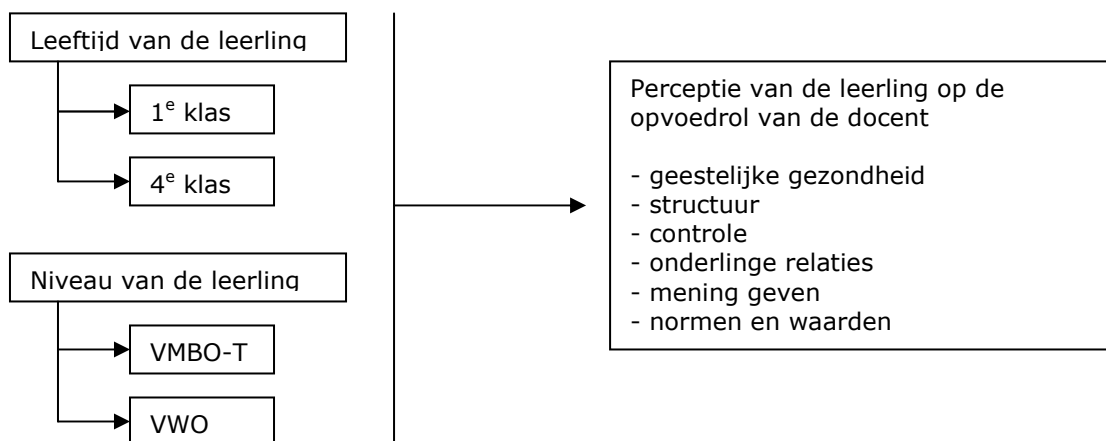 Leeftijd van de leerling
1e klas
4e klas
Niveau van de leerling
VMBO-T
VWO
Perceptie van de leerling op de
opvoedrol van de docent
- geestelijke gezondheid
- structuur
- controle
- onderlinge relaties
- mening geven
- normen en waarden